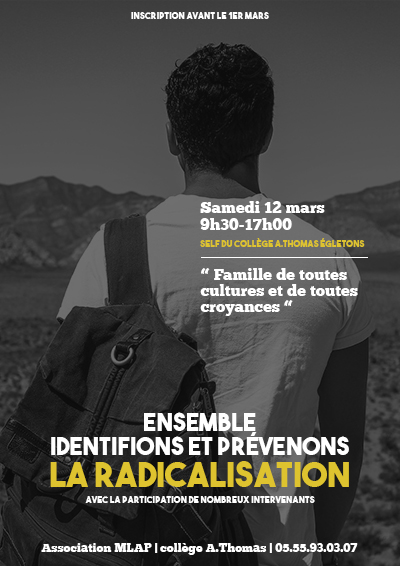 INSCRIPTION AVANT LE 1ER MARS
Samedi 12 mars
9h30-17h00
SELF DU COLLÈGE A.THOMAS ÉGLETONS
“ Famille de toutes
cultures et de toutes
croyances “
ENSEMBLE
IDENTIFIONS ET PRÉVENONS
LA RADICALISATION
AVEC LA PARTICIPATION DE NOMBREUX INTERVENANTS
Association MLAP | collège A.Thomas | 05.55.93.03.07